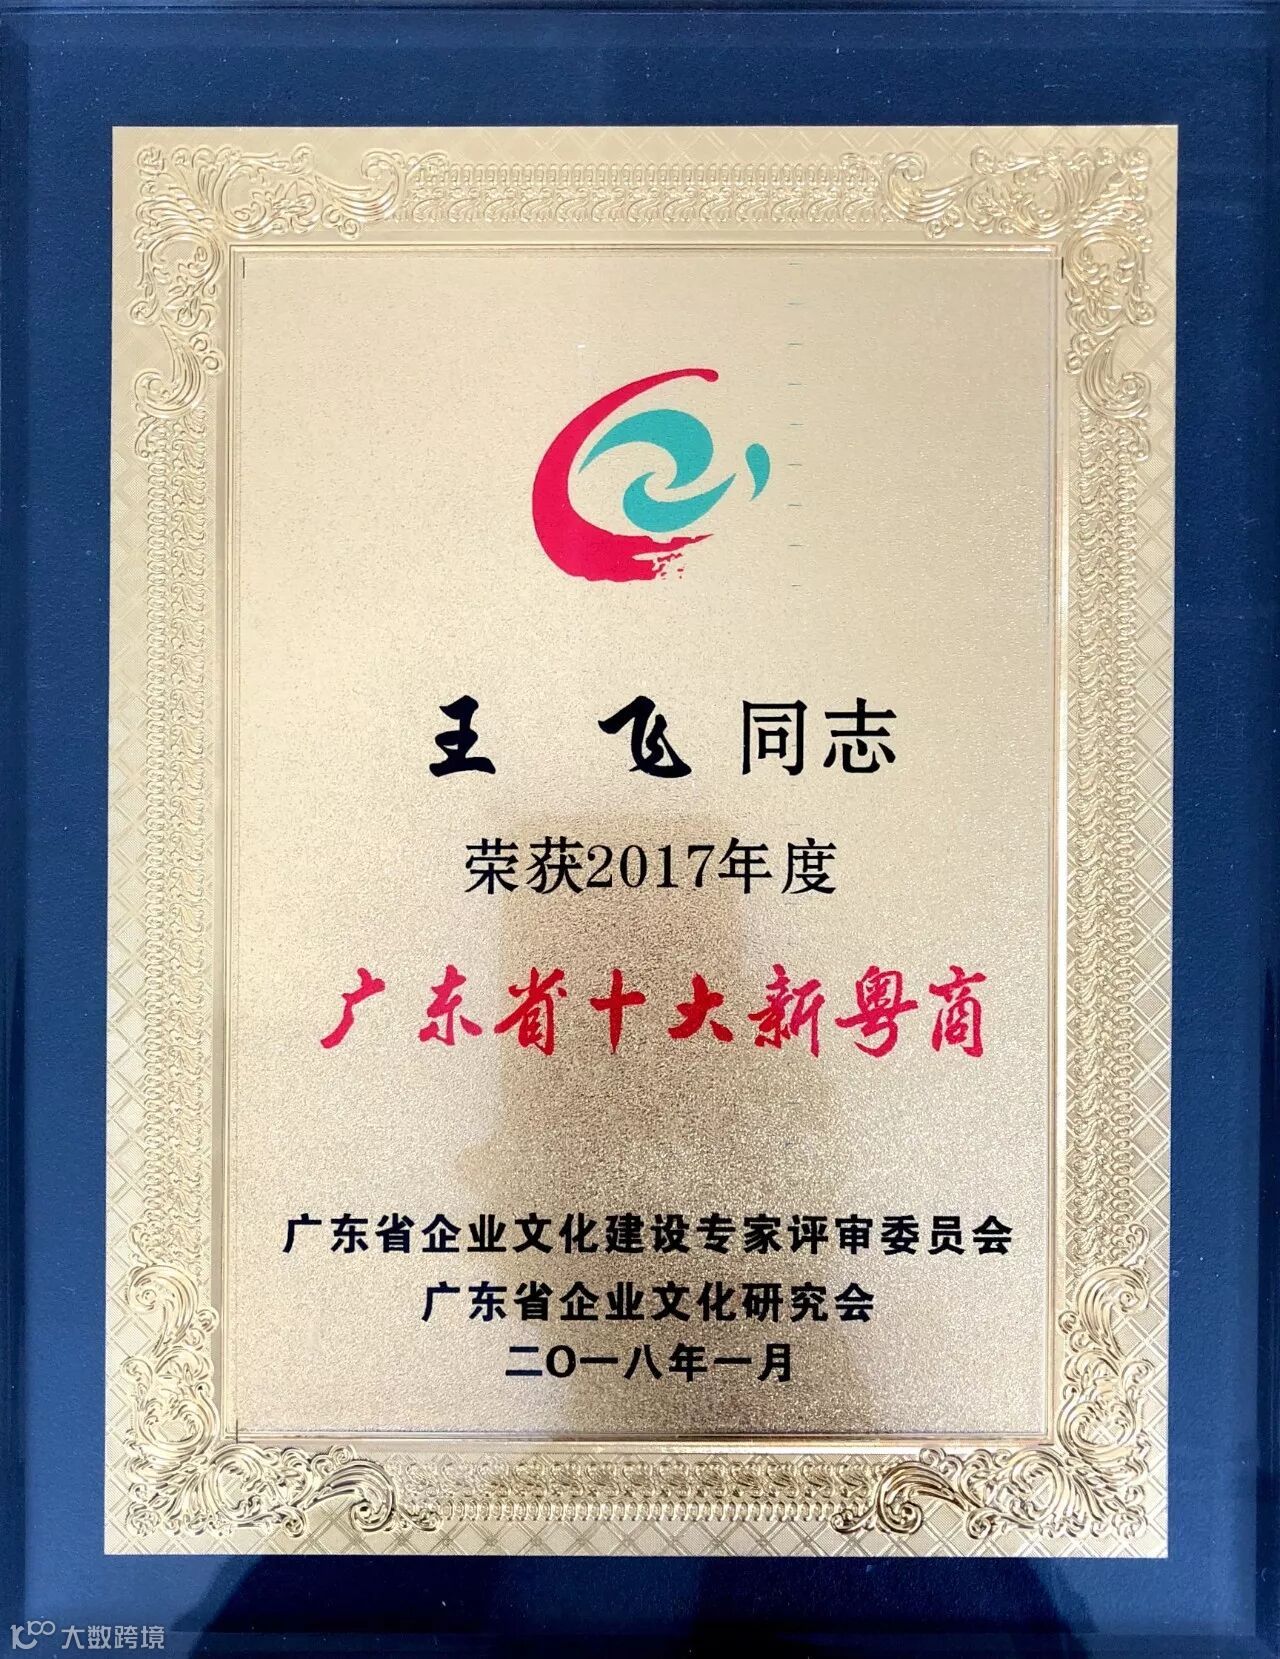 王 飞 同志
荣获2017年度
广东省十大新粤商
广东省企业文化建设专家评审委员会
广东省企业文化研究会
二O一八年一月
大数跨境